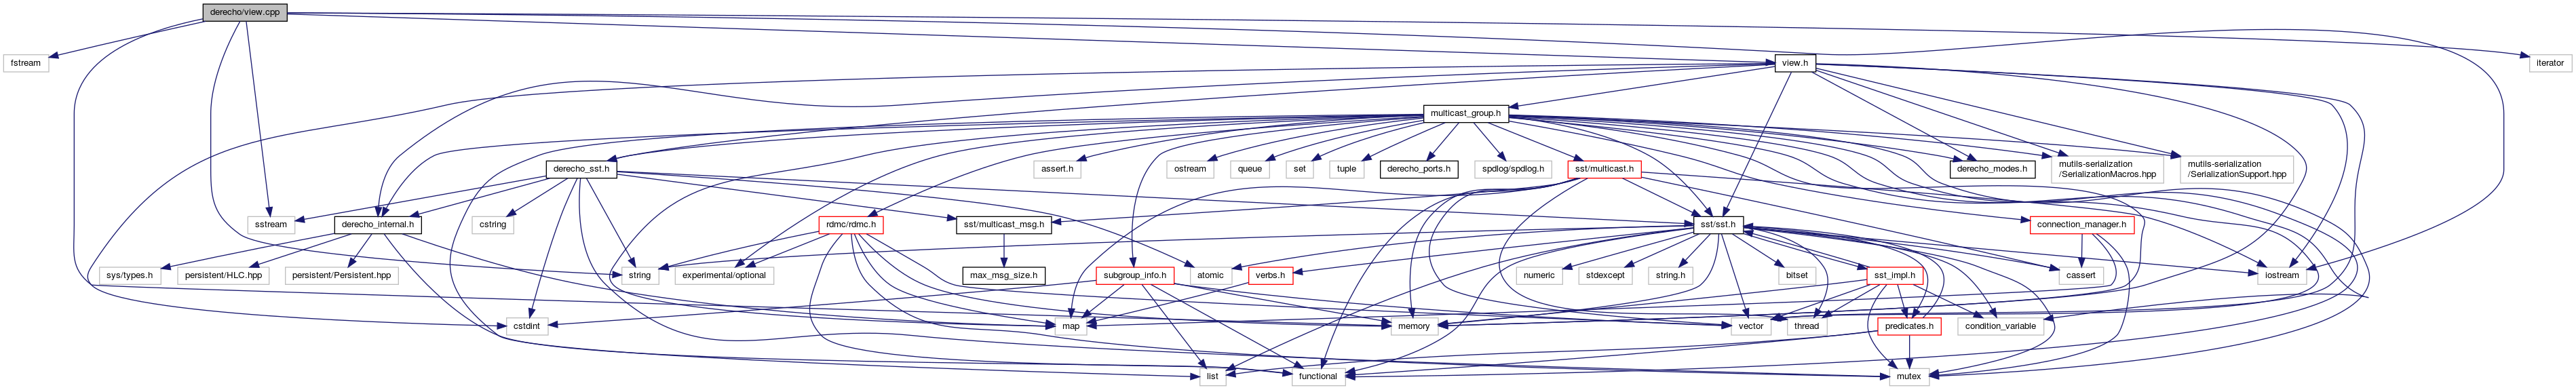 derecho/view.cpp
fstream
view.h
iterator
multicast_group.h
derecho_sst.h
assert.h
ostream
queue
set
tuple
derecho_ports.h
spdlog/spdlog.h
sst/multicast.h
derecho_modes.h
mutils-serialization
/SerializationMacros.hpp
mutils-serialization
/SerializationSupport.hpp
sstream
derecho_internal.h
cstring
rdmc/rdmc.h
sst/multicast_msg.h
sst/sst.h
connection_manager.h
sys/types.h
persistent/HLC.hpp
persistent/Persistent.hpp
string
experimental/optional
max_msg_size.h
subgroup_info.h
atomic
verbs.h
numeric
stdexcept
string.h
bitset
sst_impl.h
cassert
iostream
cstdint
map
memory
vector
thread
predicates.h
condition_variable
list
functional
mutex